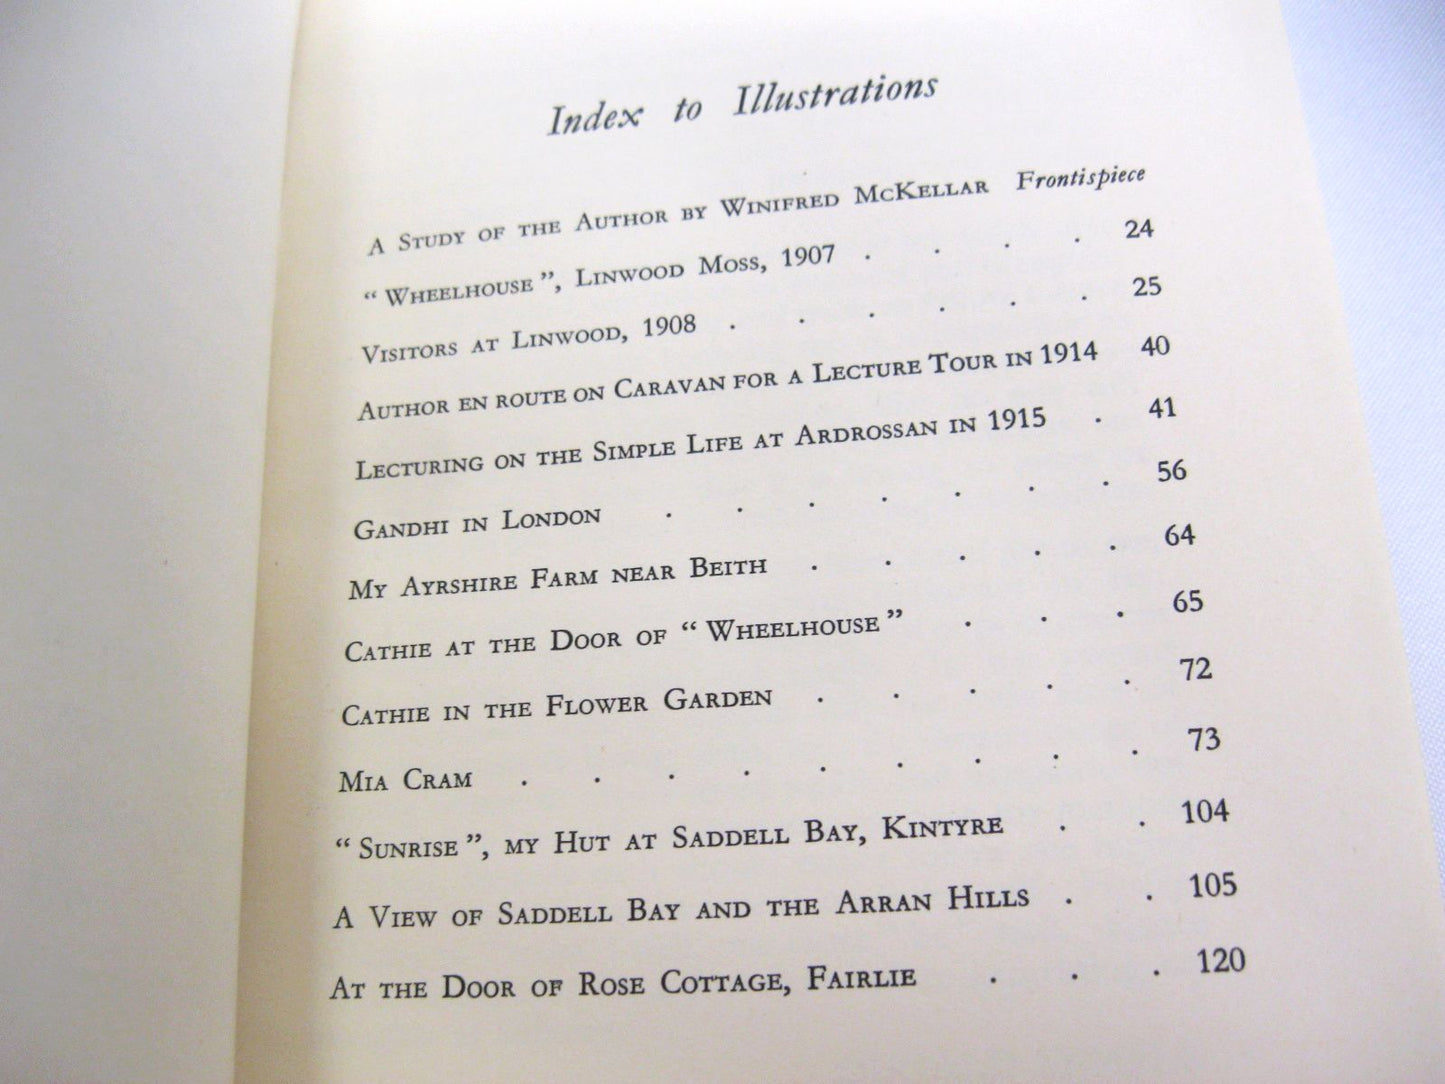 Index to Illustrations
A Study of the Author by Winifred McKellar Frontispiece
"Wheelhouse", Linwood Moss, 1907 . . . . 24
Visitors at Linwood, 1908 . . . . . . 25
Author en route on Caravan for a Lecture Tour in 1914 40
Lecturing on the Simple Life at Ardrossan in 1915 . 41
Gandhi in London . . . . . . . 56
My Ayrshire Farm near Beith . . . . . 64
Cathie at the Door of "Wheelhouse" . . . 65
Cathie in the Flower Garden . . . . . 72
Mia Cram . . . . . . . . . 73
"Sunrise", my Hut at Saddell Bay, Kintyre . . 104
A View of Saddell Bay and the Arran Hills . . 105
At the Door of Rose Cottage, Fairlie . . . 120